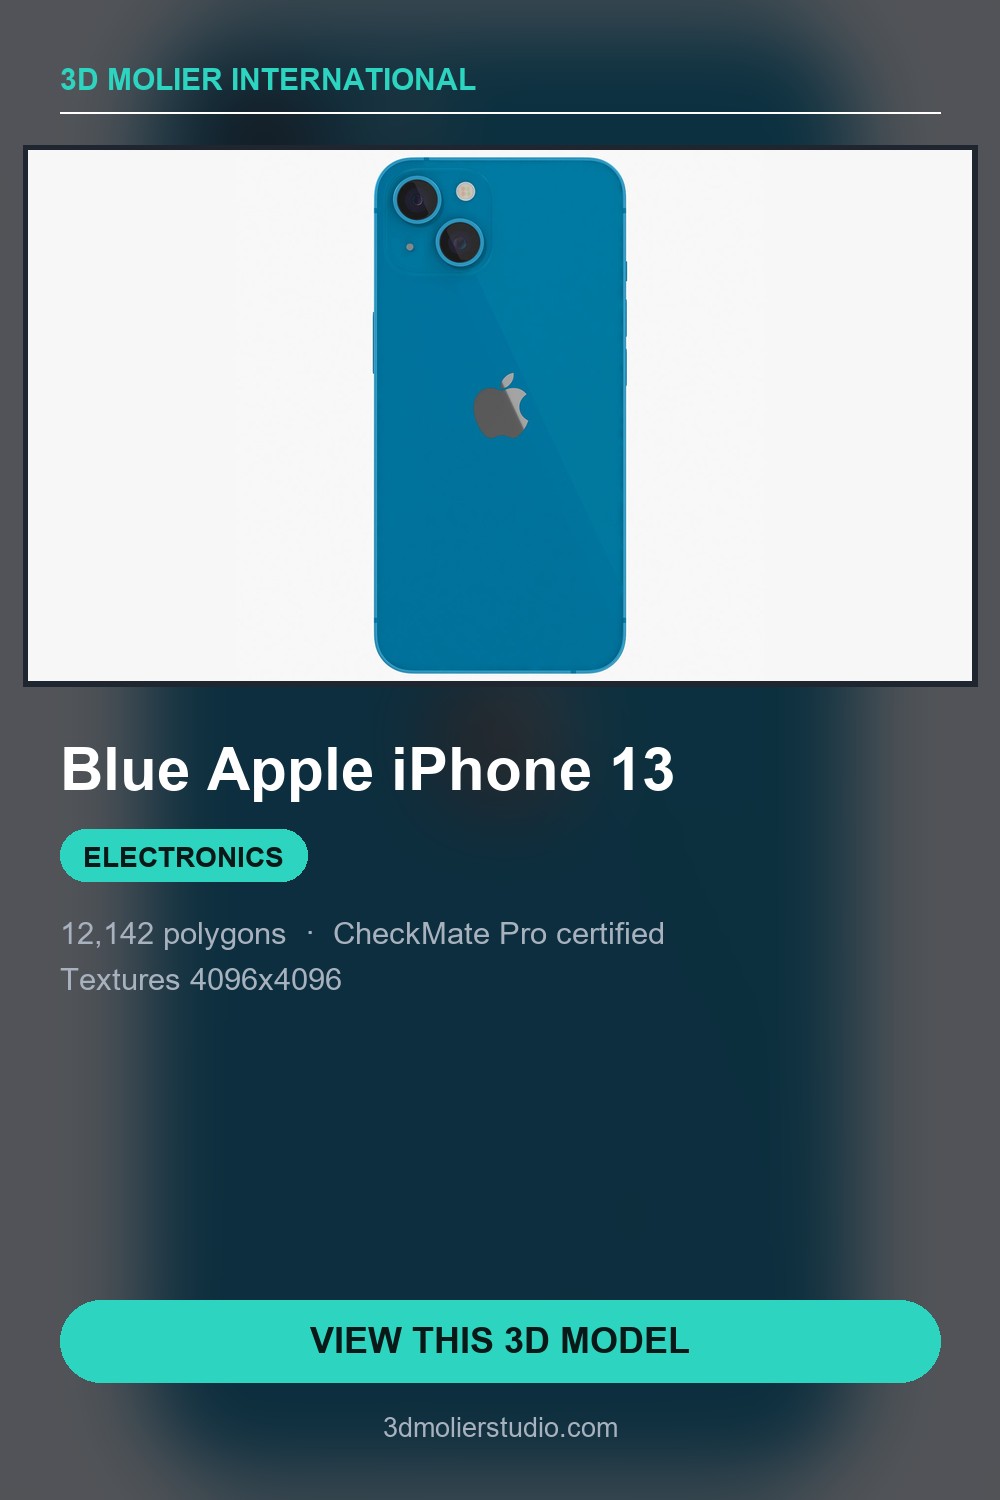 3D MOLIER INTERNATIONAL
Blue Apple iPhone 13
ELECTRONICS
12,142 polygons · CheckMate Pro certified
Textures 4096x4096
VIEW THIS 3D MODEL
3dmolierstudio.com